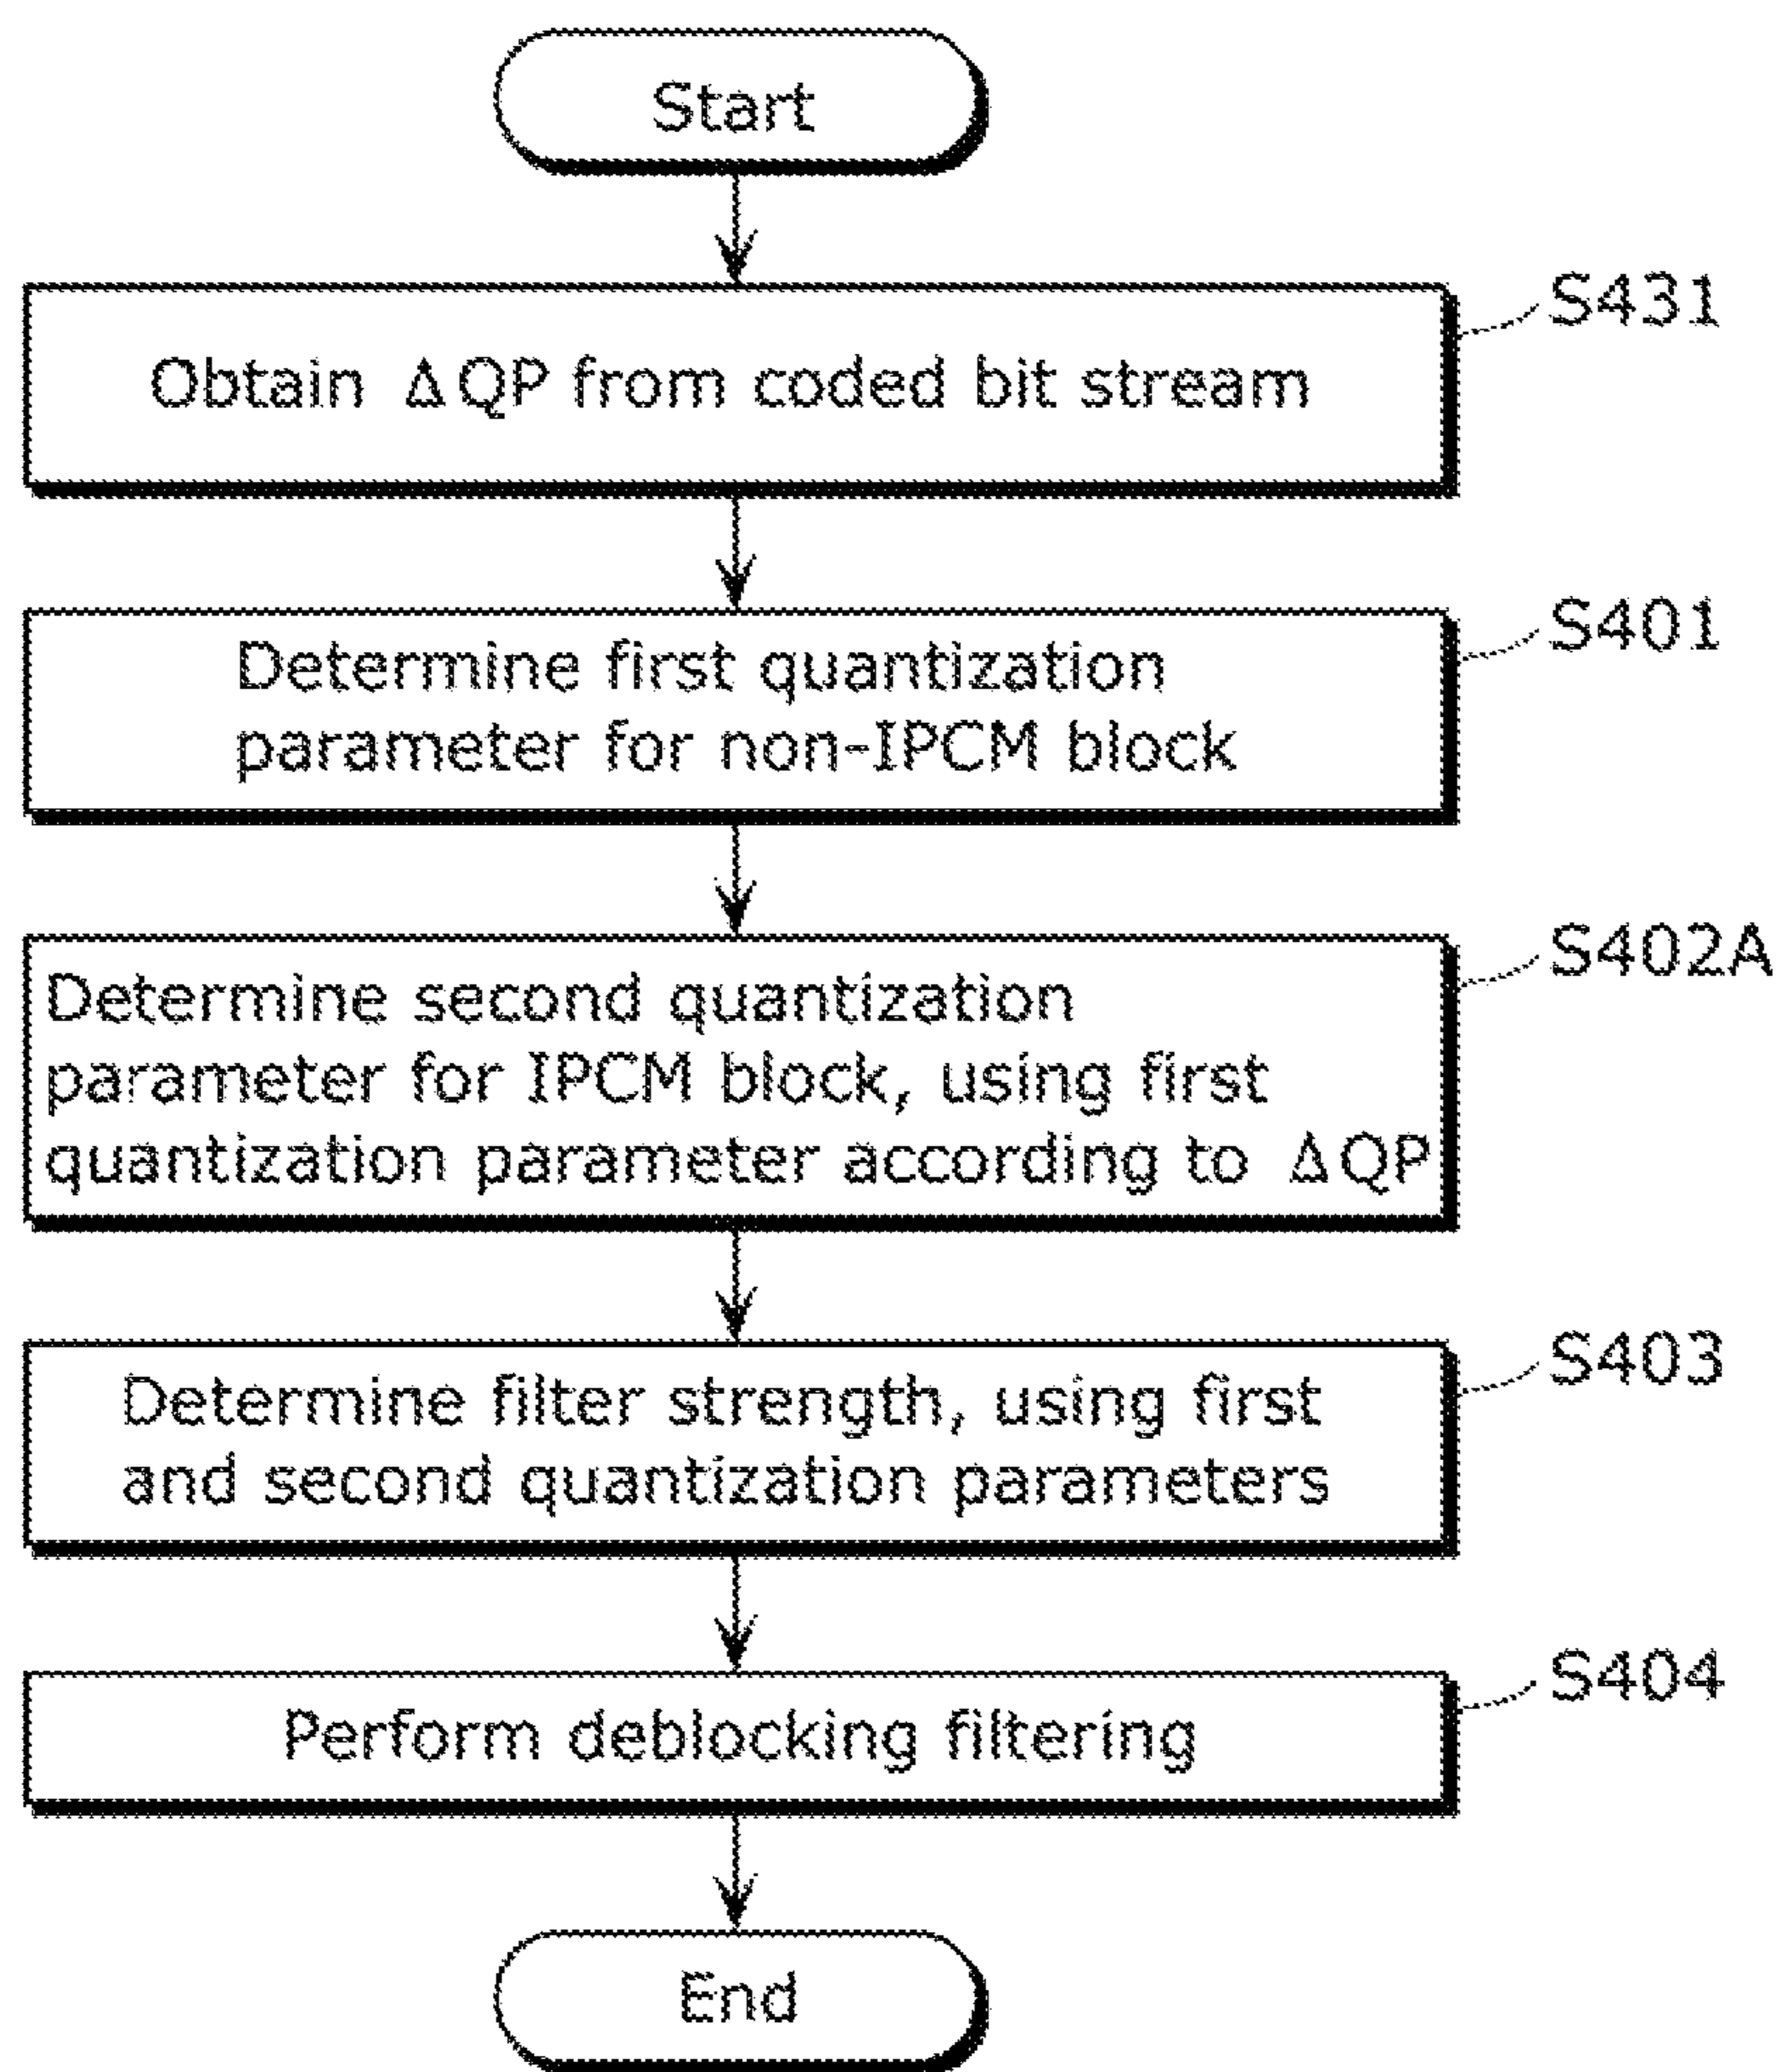 Start
S431
Obtain ΔQP from coded bit stream
S401
Determine first quantization
parameter for non-IPCM block
S402A
Determine second quantization
parameter for IPCM block, using first
quantization parameter according to ΔQP
S403
Determine filter strength, using first
and second quantization parameters
S404
Perform deblocking filtering
End